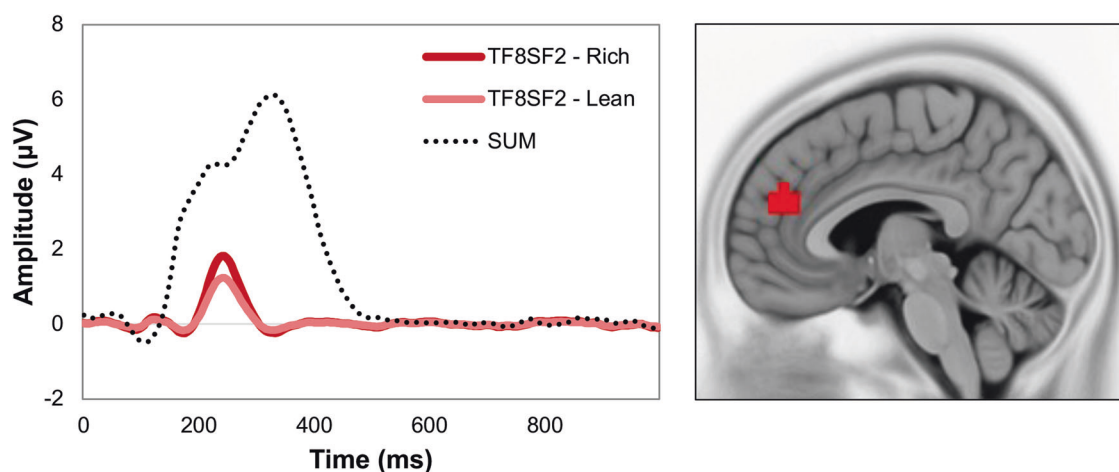 8
TF8SF2 - Rich
6
TF8SF2 - Lean
SUM
4
2
0
-2
Amplitude (µV)
0 200 400 600 800
Time (ms)